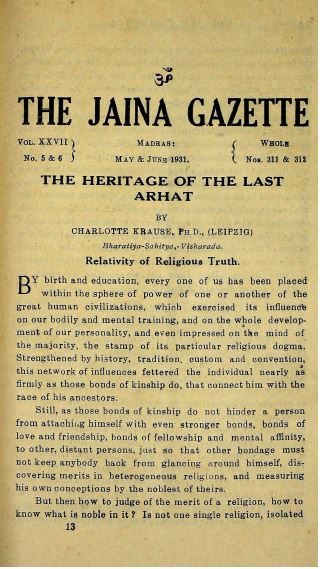 ॐ
THE JAINA GAZETTE
VOL. XXVII } MADRAS: { WHOLE
No. 5 & 6 } MAY & JUNE 1931. { Nos. 311 & 312
THE HERITAGE OF THE LAST
ARHAT
BY
CHARLOTTE KRAUSE, PH D., (LEIPZIG)
Bharatiya-Sahitya,-Visharada.
Relativity of Religious Truth.
BY birth and education, every one of us has been placed
within the sphere of power of one or another of the
great human civilizations, which exercised its influence
on our bodily and mental training, and on the whole develop-
ment of our personality, and even impressed on the mind of
the majority, the stamp of its particular religious dogma.
Strengthened by history, tradition, custom and convention,
this network of influences fettered the individual nearly as
firmly as those bonds of kinship do, that connect him with the
race of his ancestors.
Still, as those bonds of kinship do not hinder a person
from attaching himself with even stronger bonds, bonds of
love and friendship, bonds of fellowship and mental affinity,
to other, distant persons, just so that other bondage must
not keep anybody back from glancing around himself, dis-
covering merits in heterogeneous religions, and measuring
his own conceptions by the noblest of theirs.
But then how to judge of the merit of a religion, how to
know what is noble in it ? Is not one single religion, isolated
13